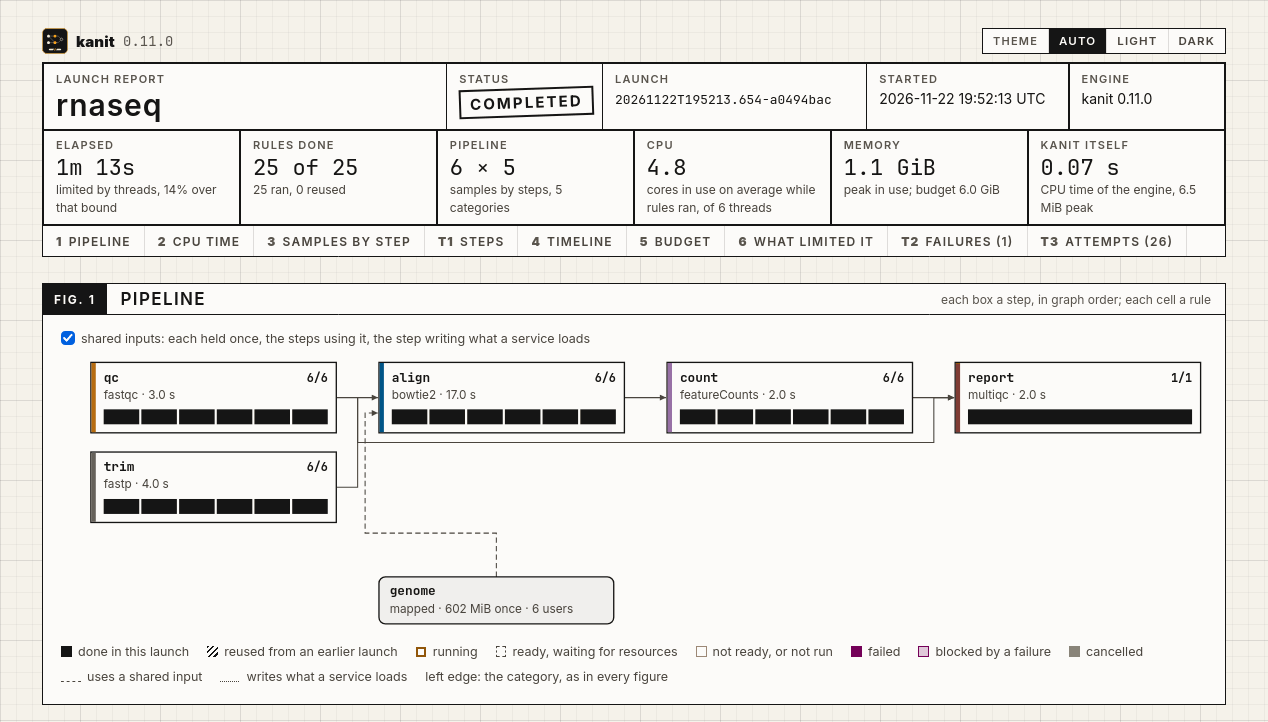 kanit 0.11.0
THEME AUTO LIGHT DARK
LAUNCH REPORT
rnaseq
STATUS
COMPLETED
LAUNCH
20261122T195213.654-a0494bac
STARTED
2026-11-22 19:52:13 UTC
ENGINE
kanit 0.11.0
ELAPSED
1m 13s
limited by threads, 14% over
that bound
RULES DONE
25 of 25
25 ran, 0 reused
PIPELINE
6 × 5
samples by steps, 5
categories
CPU
4.8
cores in use on average while
rules ran, of 6 threads
MEMORY
1.1 GiB
peak in use; budget 6.0 GiB
KANIT ITSELF
0.07 s
CPU time of the engine, 6.5
MiB peak
1 PIPELINE 2 CPU TIME 3 SAMPLES BY STEP T1 STEPS 4 TIMELINE 5 BUDGET 6 WHAT LIMITED IT T2 FAILURES (1) T3 ATTEMPTS (26)
FIG. 1 PIPELINE each box a step, in graph order; each cell a rule
shared inputs: each held once, the steps using it, the step writing what a service loads
qc 6/6
fastqc · 3.0 s
align 6/6
bowtie2 · 17.0 s
count 6/6
featureCounts · 2.0 s
report 1/1
multiqc · 2.0 s
trim 6/6
fastp · 4.0 s
genome
mapped · 602 MiB once · 6 users
done in this launch reused from an earlier launch running ready, waiting for resources not ready, or not run failed blocked by a failure cancelled
uses a shared input writes what a service loads left edge: the category, as in every figure